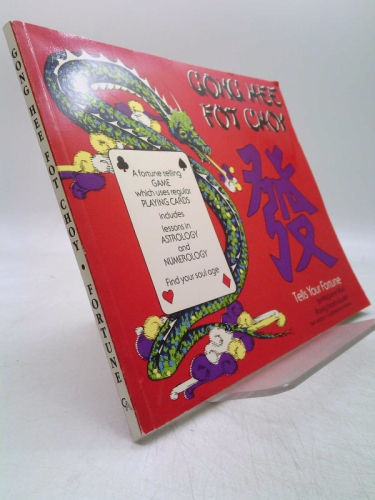 GONG HEE FOT CHOY • FORTUNE GA
GONG HEE
FOT CHOY
發
A fortune telling
GAME
which uses regular
PLAYING CARDS
includes
lessons in
ASTROLOGY
and
NUMEROLOGY
Find your soul age
Tells Your Fortune